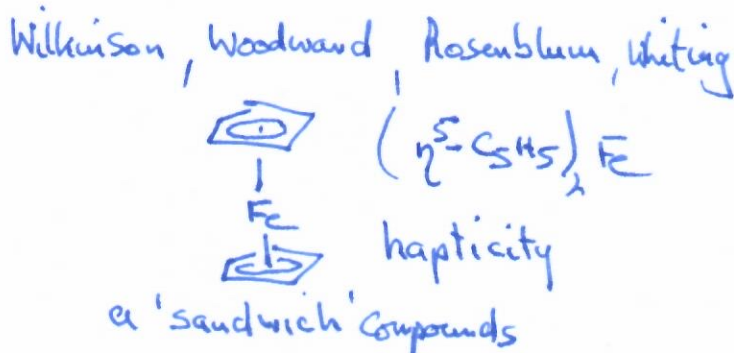 Wilkinson, Woodward, Rosenblum, Whiting
(η⁵-C₅H₅)₂Fe
Fe
hapticity
a 'sandwich' compounds